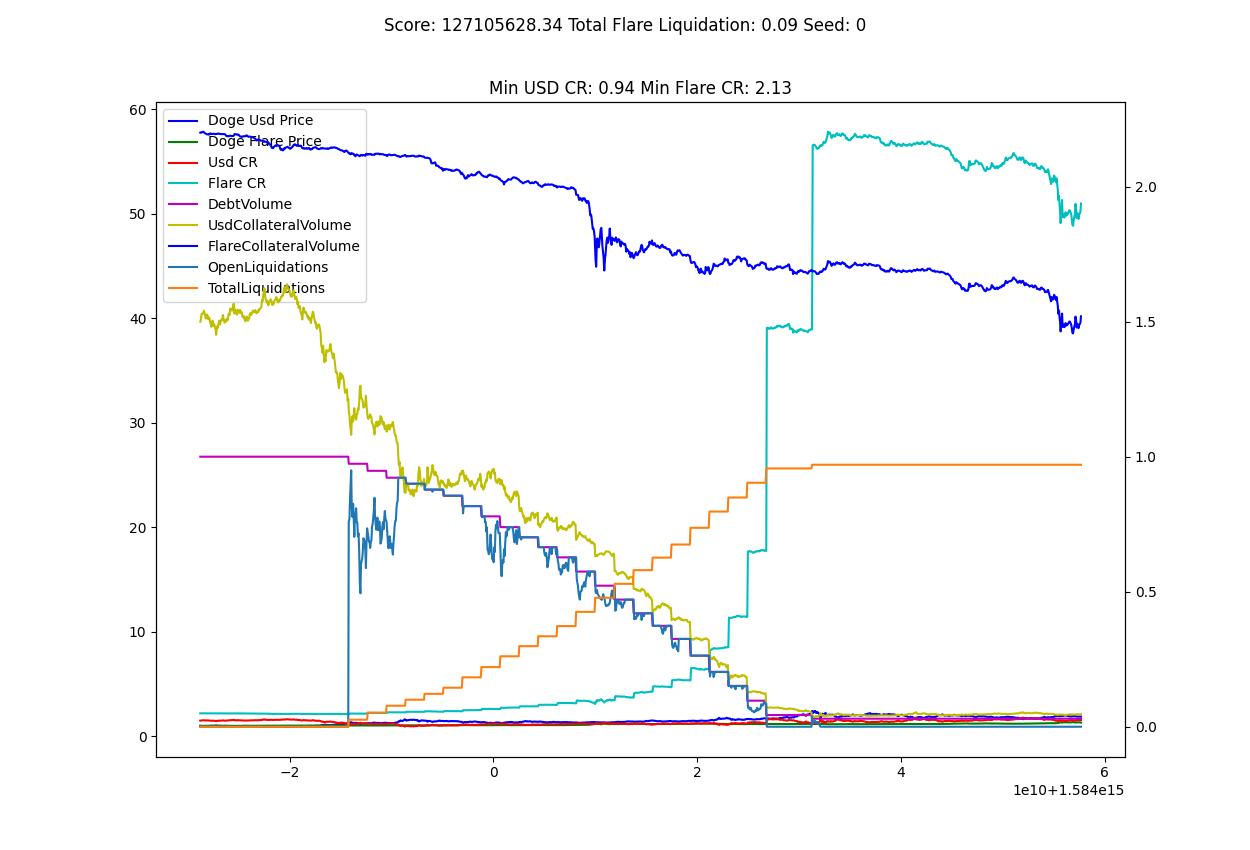 Score: 127105628.34 Total Flare Liquidation: 0.09 Seed: 0
Min USD CR: 0.94 Min Flare CR: 2.13
Doge Usd Price
Doge Flare Price
Usd CR
Flare CR
DebtVolume
UsdCollateralVolume
FlareCollateralVolume
OpenLiquidations
TotalLiquidations
60
50
40
30
20
10
0
2.0
1.5
1.0
0.5
0.0
−2 0 2 4 6
1e10+1.584e15